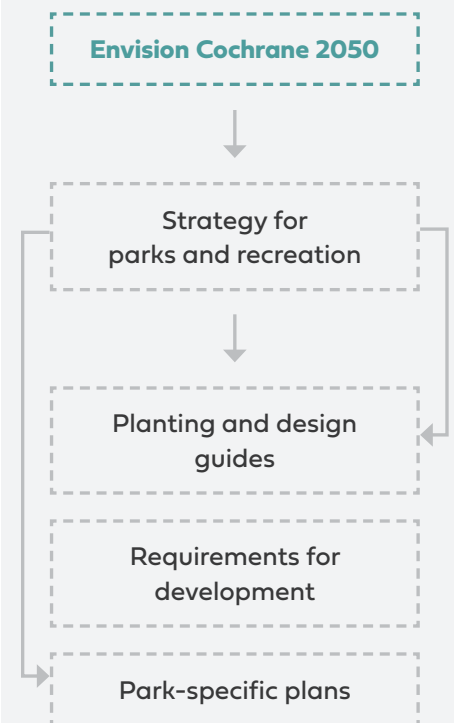 Envision Cochrane 2050
Strategy for
parks and recreation
Planting and design
guides
Requirements for
development
Park-specific plans